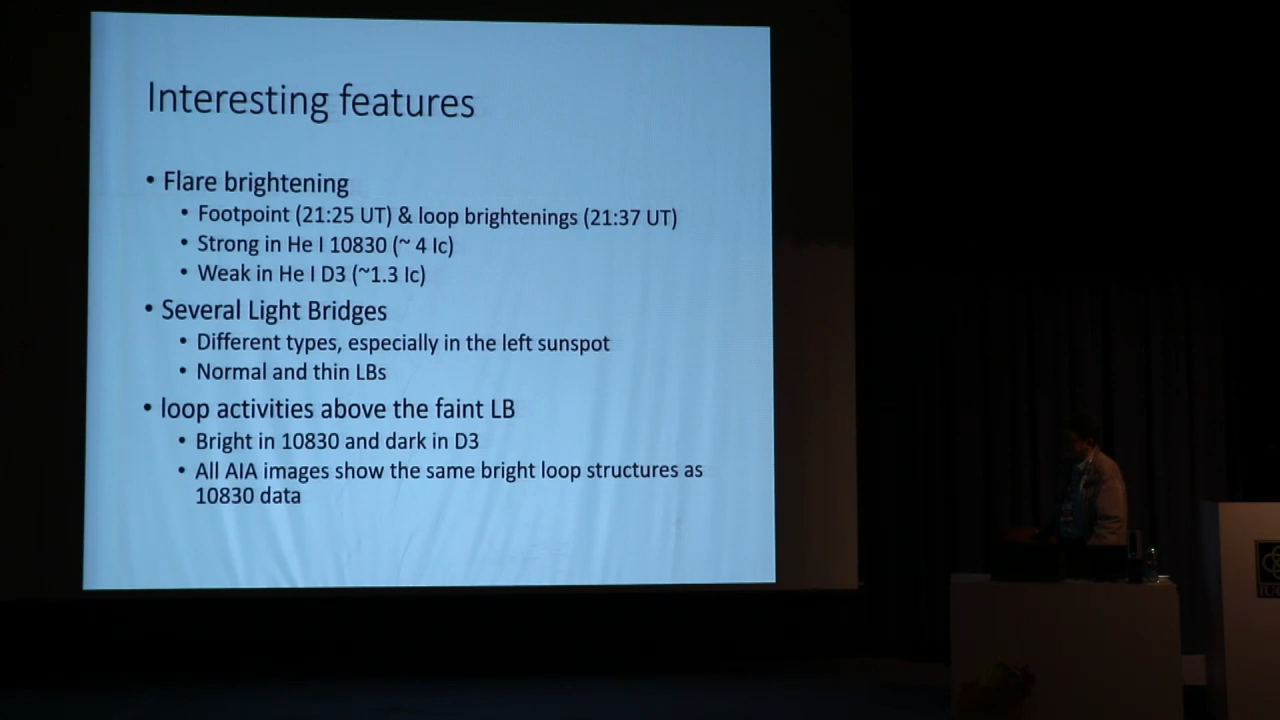 Interesting features
• Flare brightening
• Footpoint (21:25 UT) & loop brightenings (21:37 UT)
• Strong in He I 10830 (~ 4 Ic)
• Weak in He I D3 (~1.3 Ic)
• Several Light Bridges
• Different types, especially in the left sunspot
• Normal and thin LBs
• loop activities above the faint LB
• Bright in 10830 and dark in D3
• All AIA images show the same bright loop structures as
10830 data